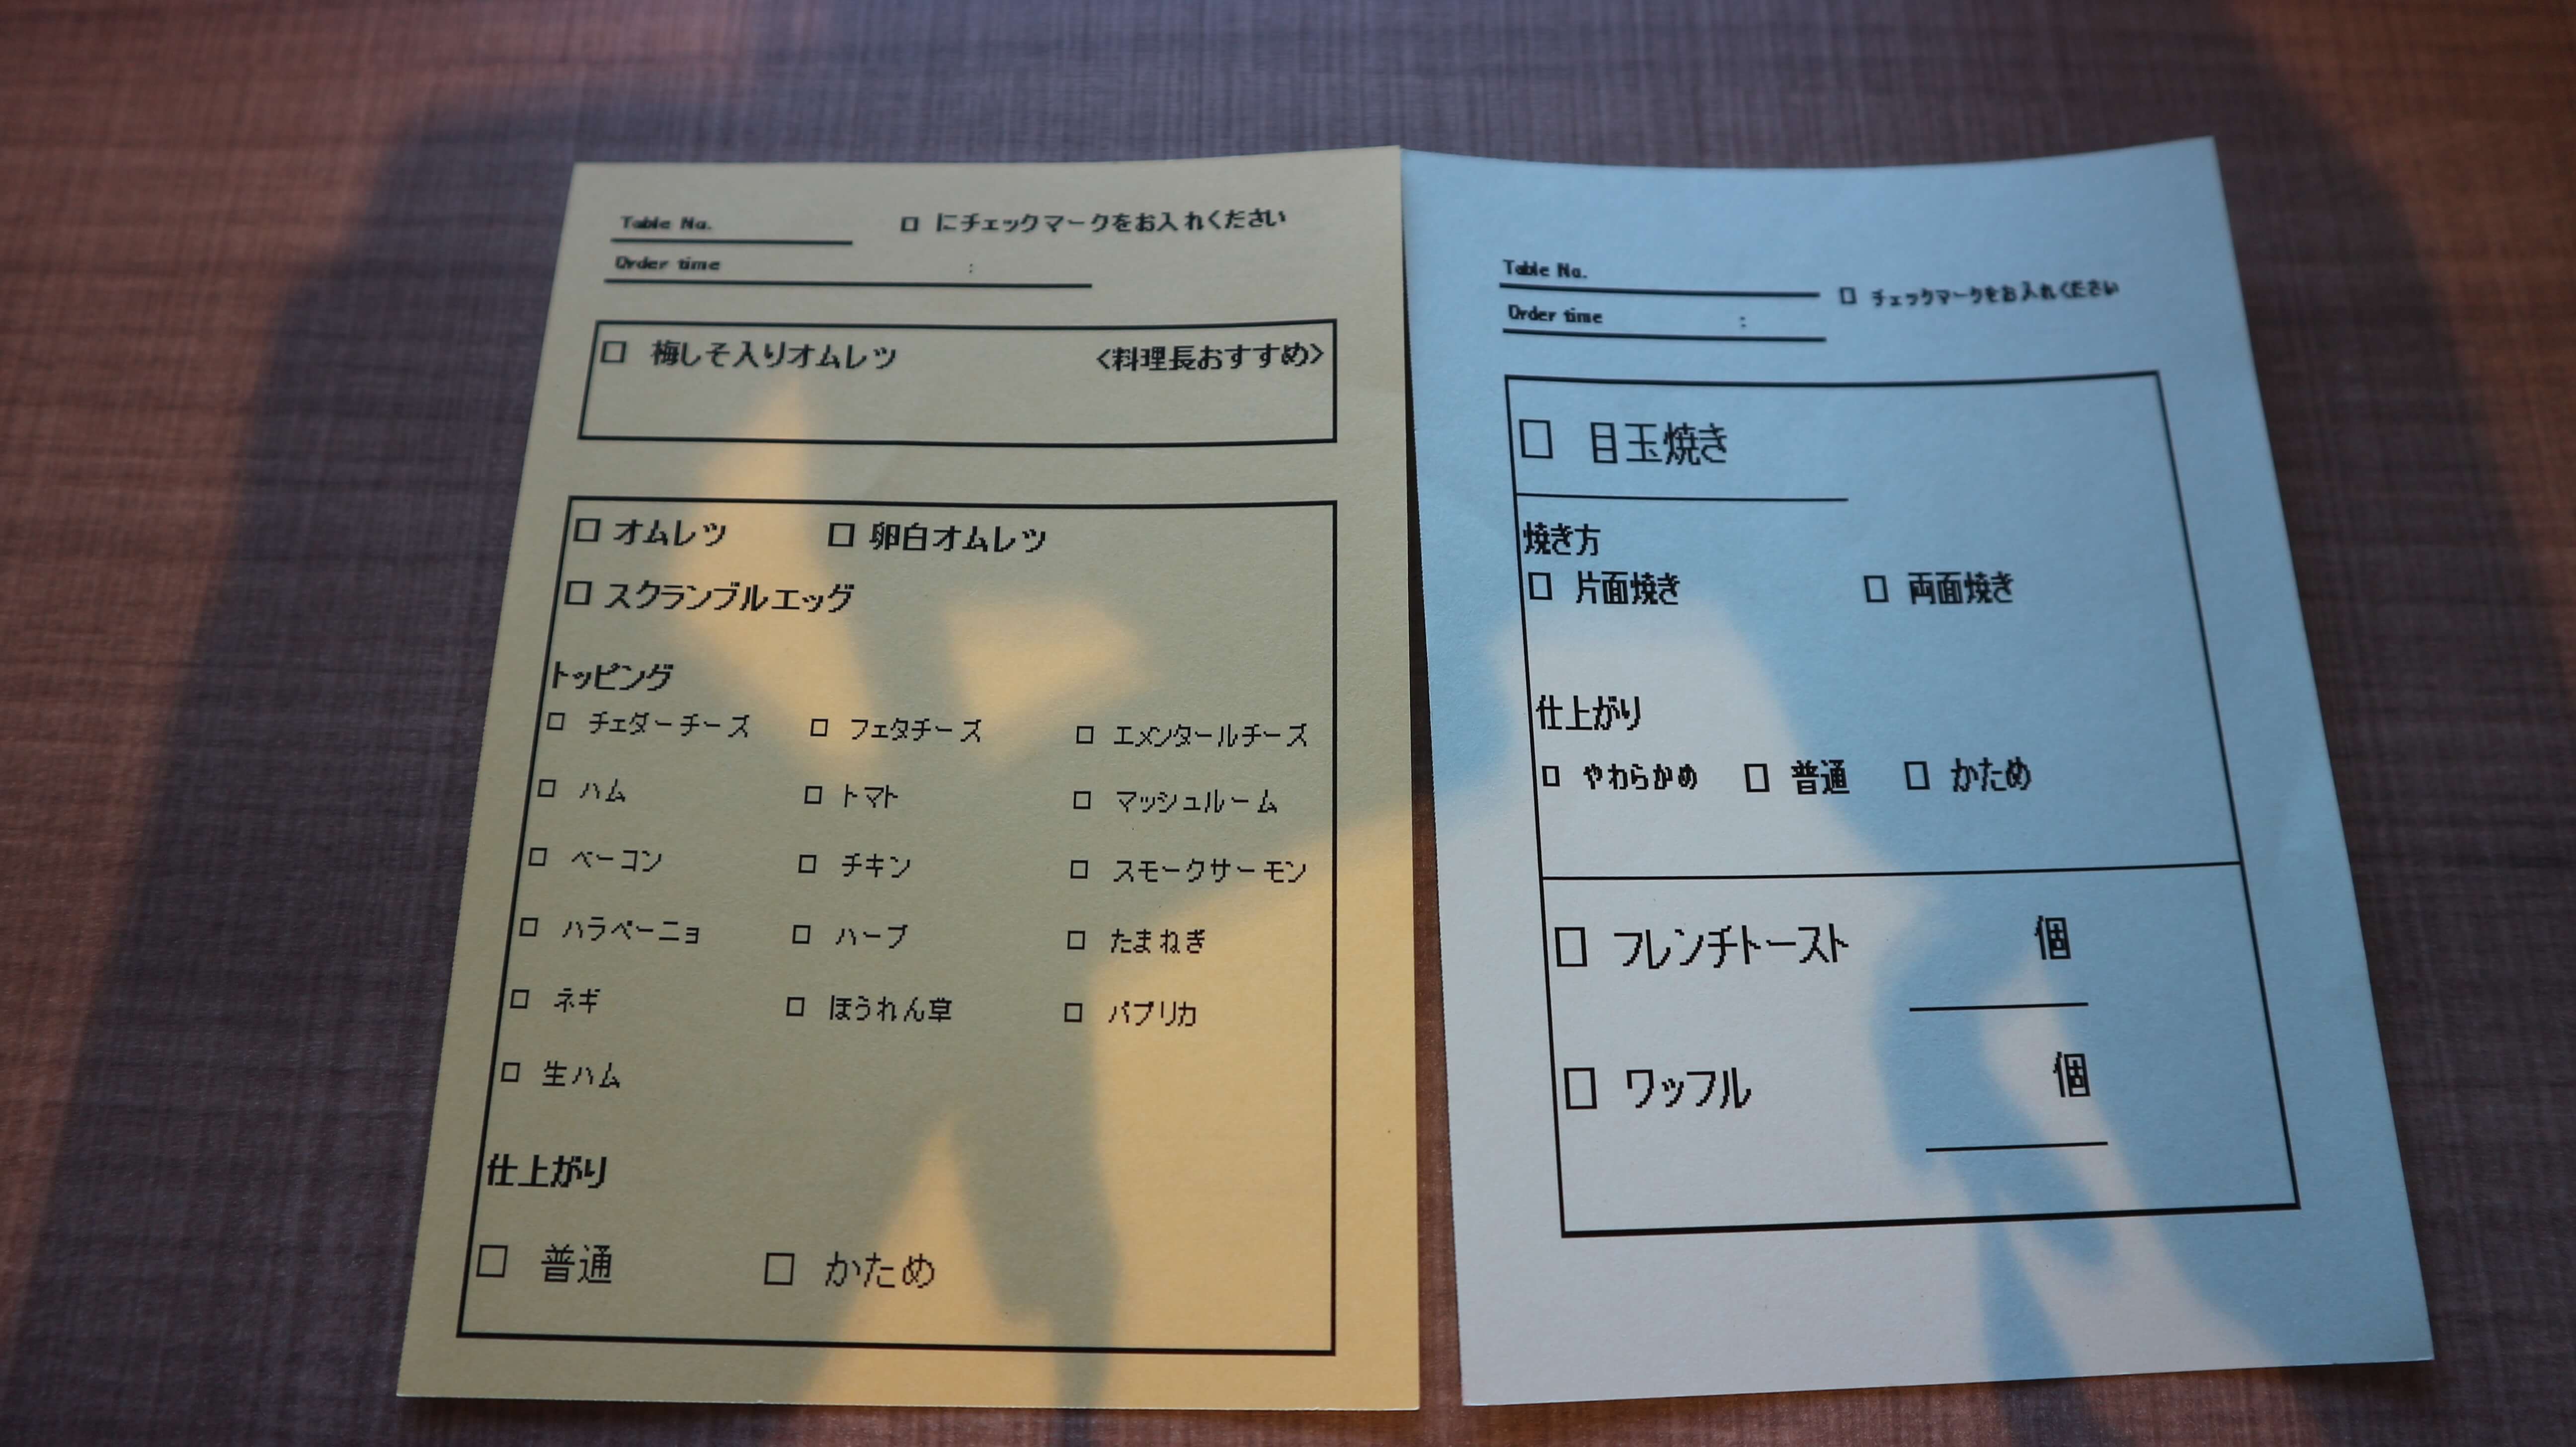 Table No.
□ にチェックマークをお入れください
Order time :
□ 梅しそ入りオムレツ 〈料理長おすすめ〉
□ オムレツ □ 卵白オムレツ
□ スクランブルエッグ
トッピング
□ チェダーチーズ □ フェタチーズ □ エメンタールチーズ
□ ハム □ トマト □ マッシュルーム
□ ベーコン □ チキン □ スモークサーモン
□ ハラペーニョ □ ハーブ □ たまねぎ
□ ネギ □ ほうれん草 □ パプリカ
□ 生ハム
仕上がり
□ 普通 □ かため
Table No.
□ チェックマークをお入れください
Order time :
□ 目玉焼き
焼き方
□ 片面焼き □ 両面焼き
仕上がり
□ やわらかめ □ 普通 □ かため
□ フレンチトースト 個
□ ワッフル 個